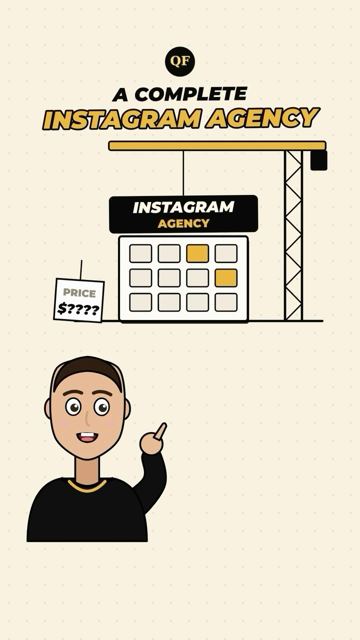 QF
A COMPLETE
INSTAGRAM AGENCY
INSTAGRAM
AGENCY
PRICE
$????